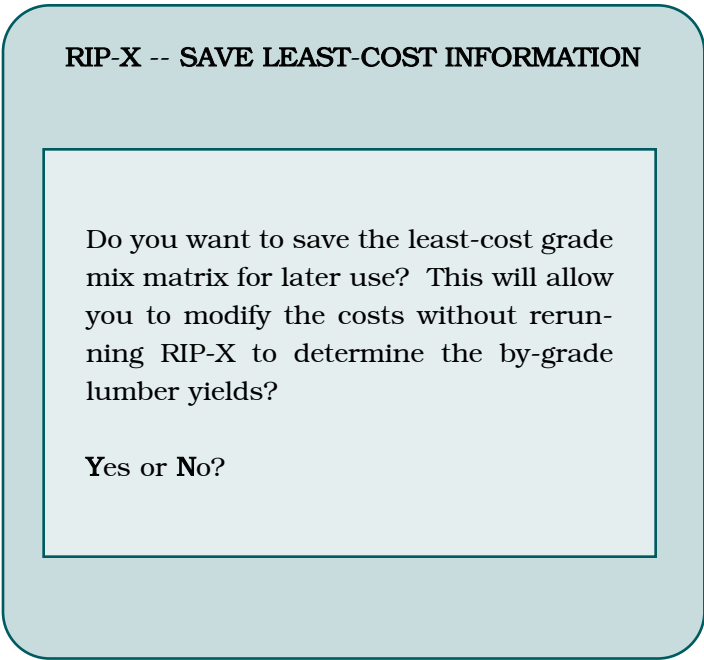 RIP-X -- SAVE LEAST-COST INFORMATION
Do you want to save the least-cost grade
mix matrix for later use?  This will allow
you to modify the costs without rerun-
ning RIP-X to determine the by-grade
lumber yields?
Yes or No?